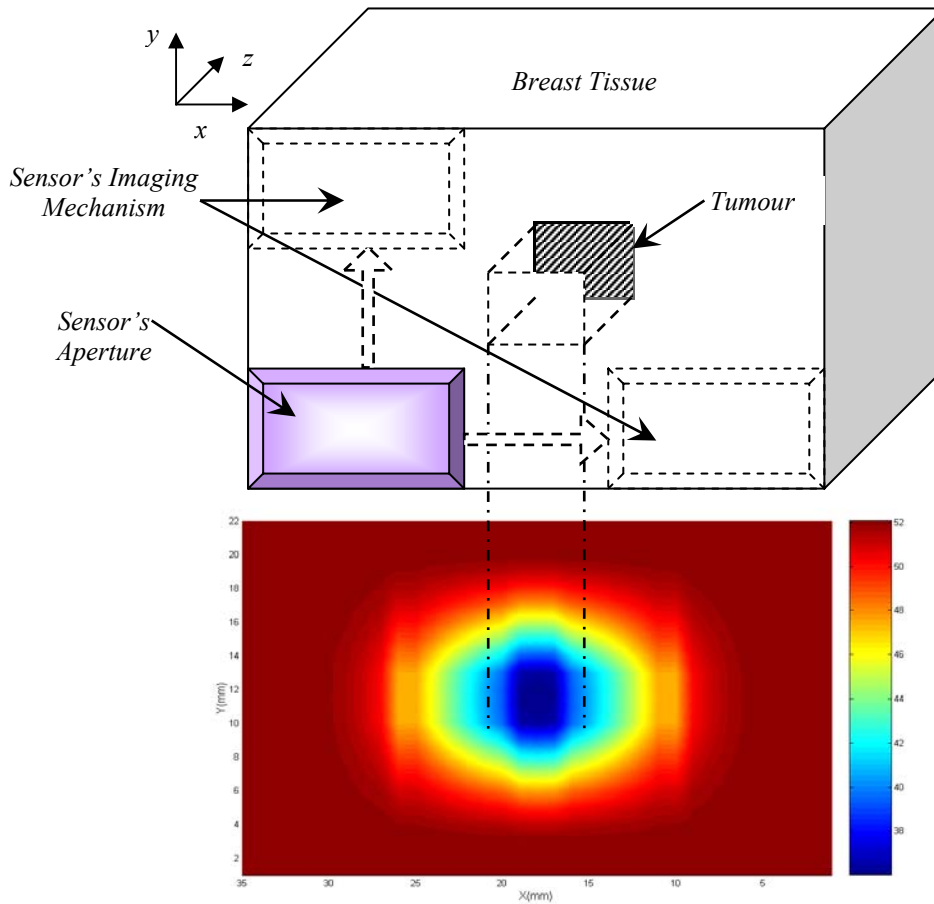 y
z
x
Breast Tissue
Sensor’s Imaging
Mechanism
Tumour
Sensor’s
Aperture
22
20
18
16
14
12
10
8
6
4
2
Y(mm)
35
30
25
20
15
10
5
X(mm)
52
50
48
46
44
42
40
38